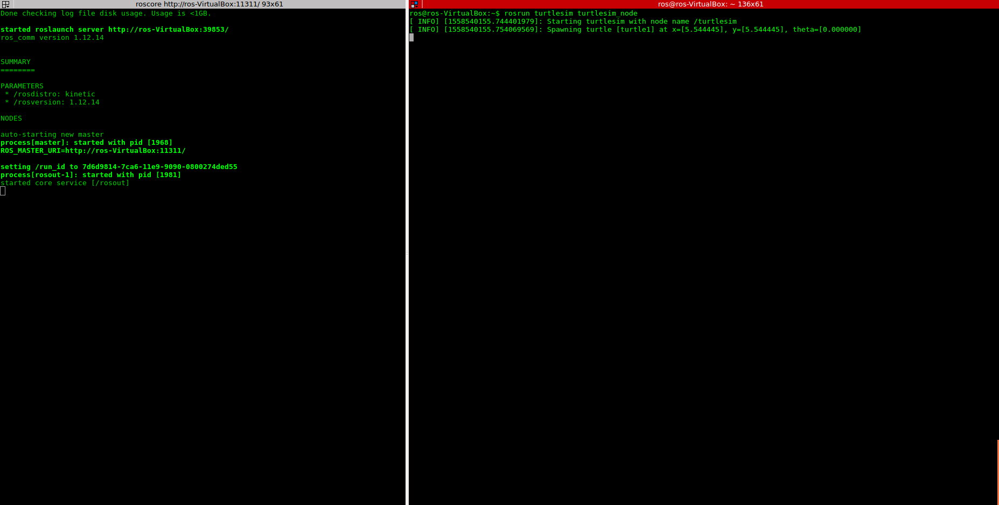 roscore http://ros-VirtualBox:11311/ 93x61
Done checking log file disk usage. Usage is <1GB.
started roslaunch server http://ros-VirtualBox:39853/
ros_comm version 1.12.14
SUMMARY
========
PARAMETERS
 * /rosdistro: kinetic
 * /rosversion: 1.12.14
NODES
auto-starting new master
process[master]: started with pid [1968]
ROS_MASTER_URI=http://ros-VirtualBox:11311/
setting /run_id to 7d6d9814-7ca6-11e9-9090-0800274ded55
process[rosout-1]: started with pid [1981]
started core service [/rosout]
ros@ros-VirtualBox: ~ 136x61
ros@ros-VirtualBox:~$ rosrun turtlesim turtlesim_node
[ INFO] [1558540155.744401979]: Starting turtlesim with node name /turtlesim
[ INFO] [1558540155.754069569]: Spawning turtle [turtle1] at x=[5.544445], y=[5.544445], theta=[0.000000]